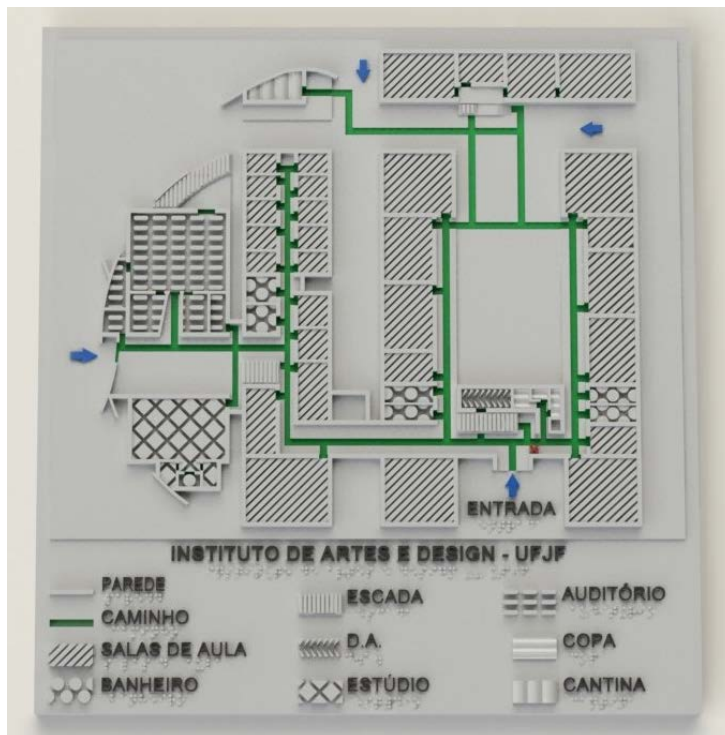 ENTRADA
INSTITUTO DE ARTES E DESIGN - UFJF
PAREDE
CAMINHO
SALAS DE AULA
BANHEIRO
ESCADA
D.A.
ESTÚDIO
AUDITÓRIO
COPA
CANTINA